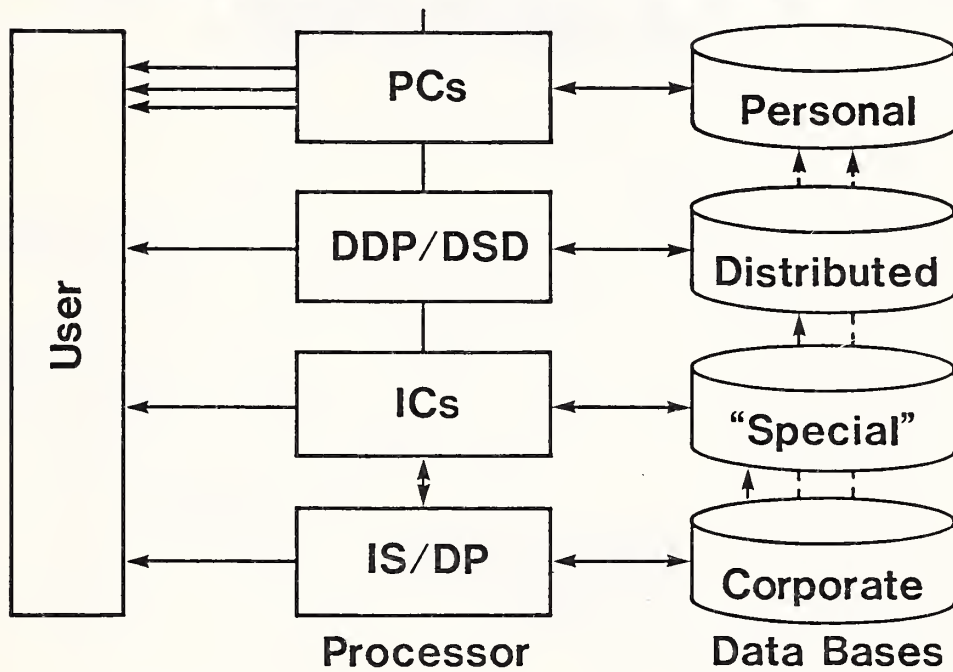 User
PCs
Personal
DDP/DSD
Distributed
ICs
“Special”
IS/DP
Corporate
Processor
Data Bases